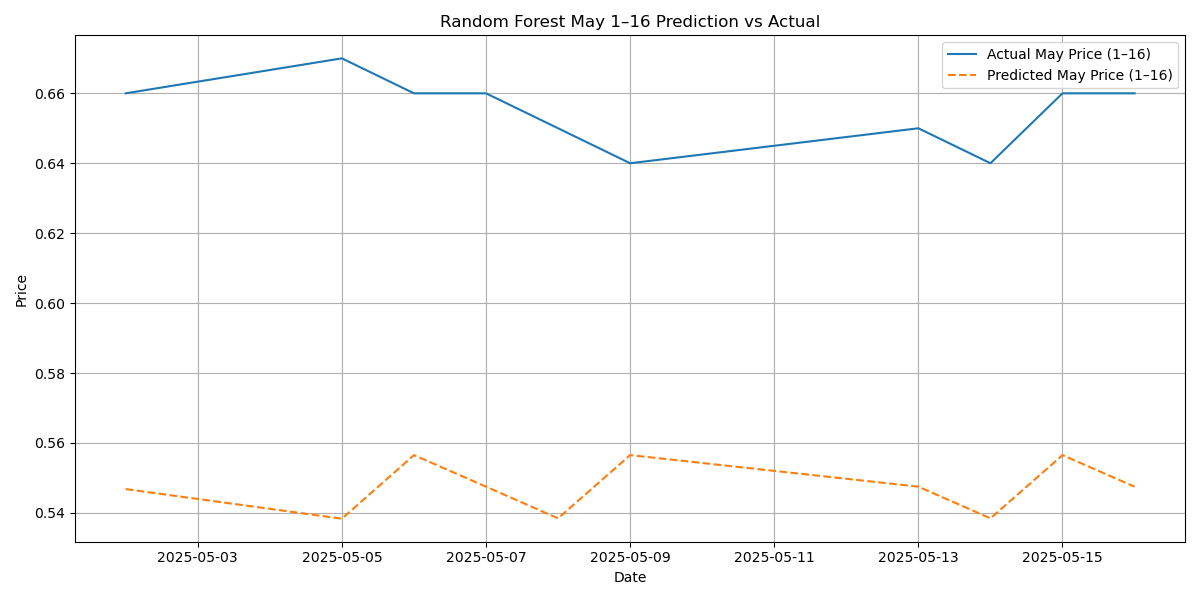 Random Forest May 1–16 Prediction vs Actual
Actual May Price (1–16)
Predicted May Price (1–16)
Price
0.66
0.64
0.62
0.60
0.58
0.56
0.54
2025-05-03 2025-05-05 2025-05-07 2025-05-09 2025-05-11 2025-05-13 2025-05-15
Date